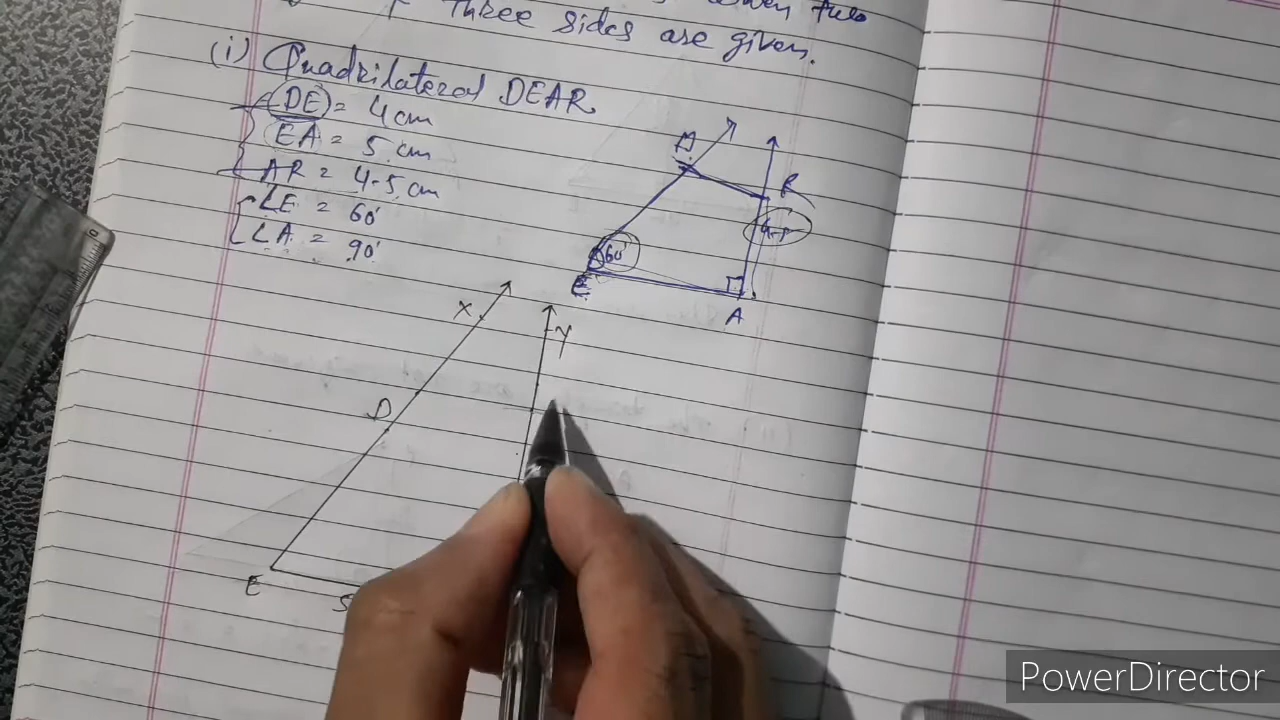 three sides are given.
(i) Quadrilateral DEAR
DE = 4 cm
EA = 5 cm
AR = 4.5 cm
∠E = 60°
∠A = 90°
D
R
60°
4.5
E
A
X
Y
D
E
5
PowerDirector